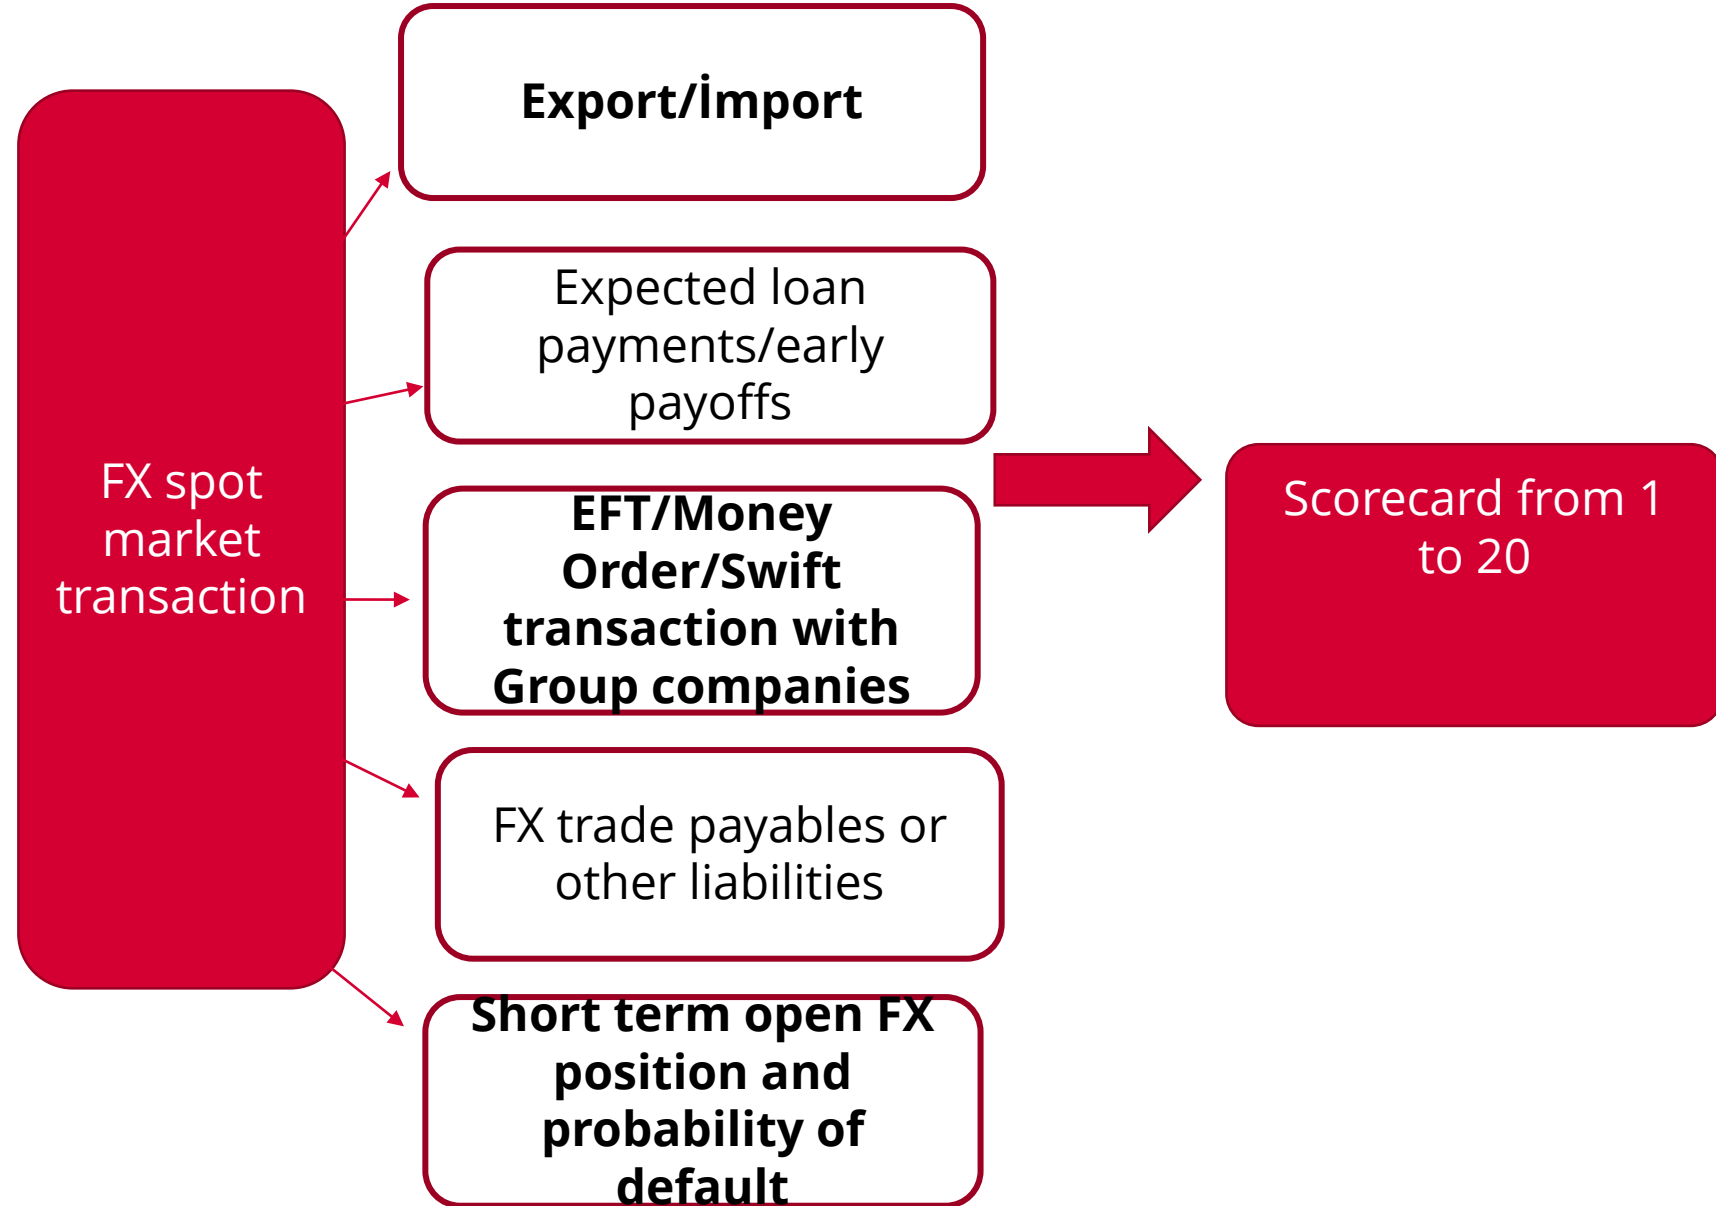 FX spot
market
transaction
Export/İmport
Expected loan
payments/early
payoffs
EFT/Money
Order/Swift
transaction with
Group companies
FX trade payables or
other liabilities
Short term open FX
position and
probability of
default
Scorecard from 1
to 20